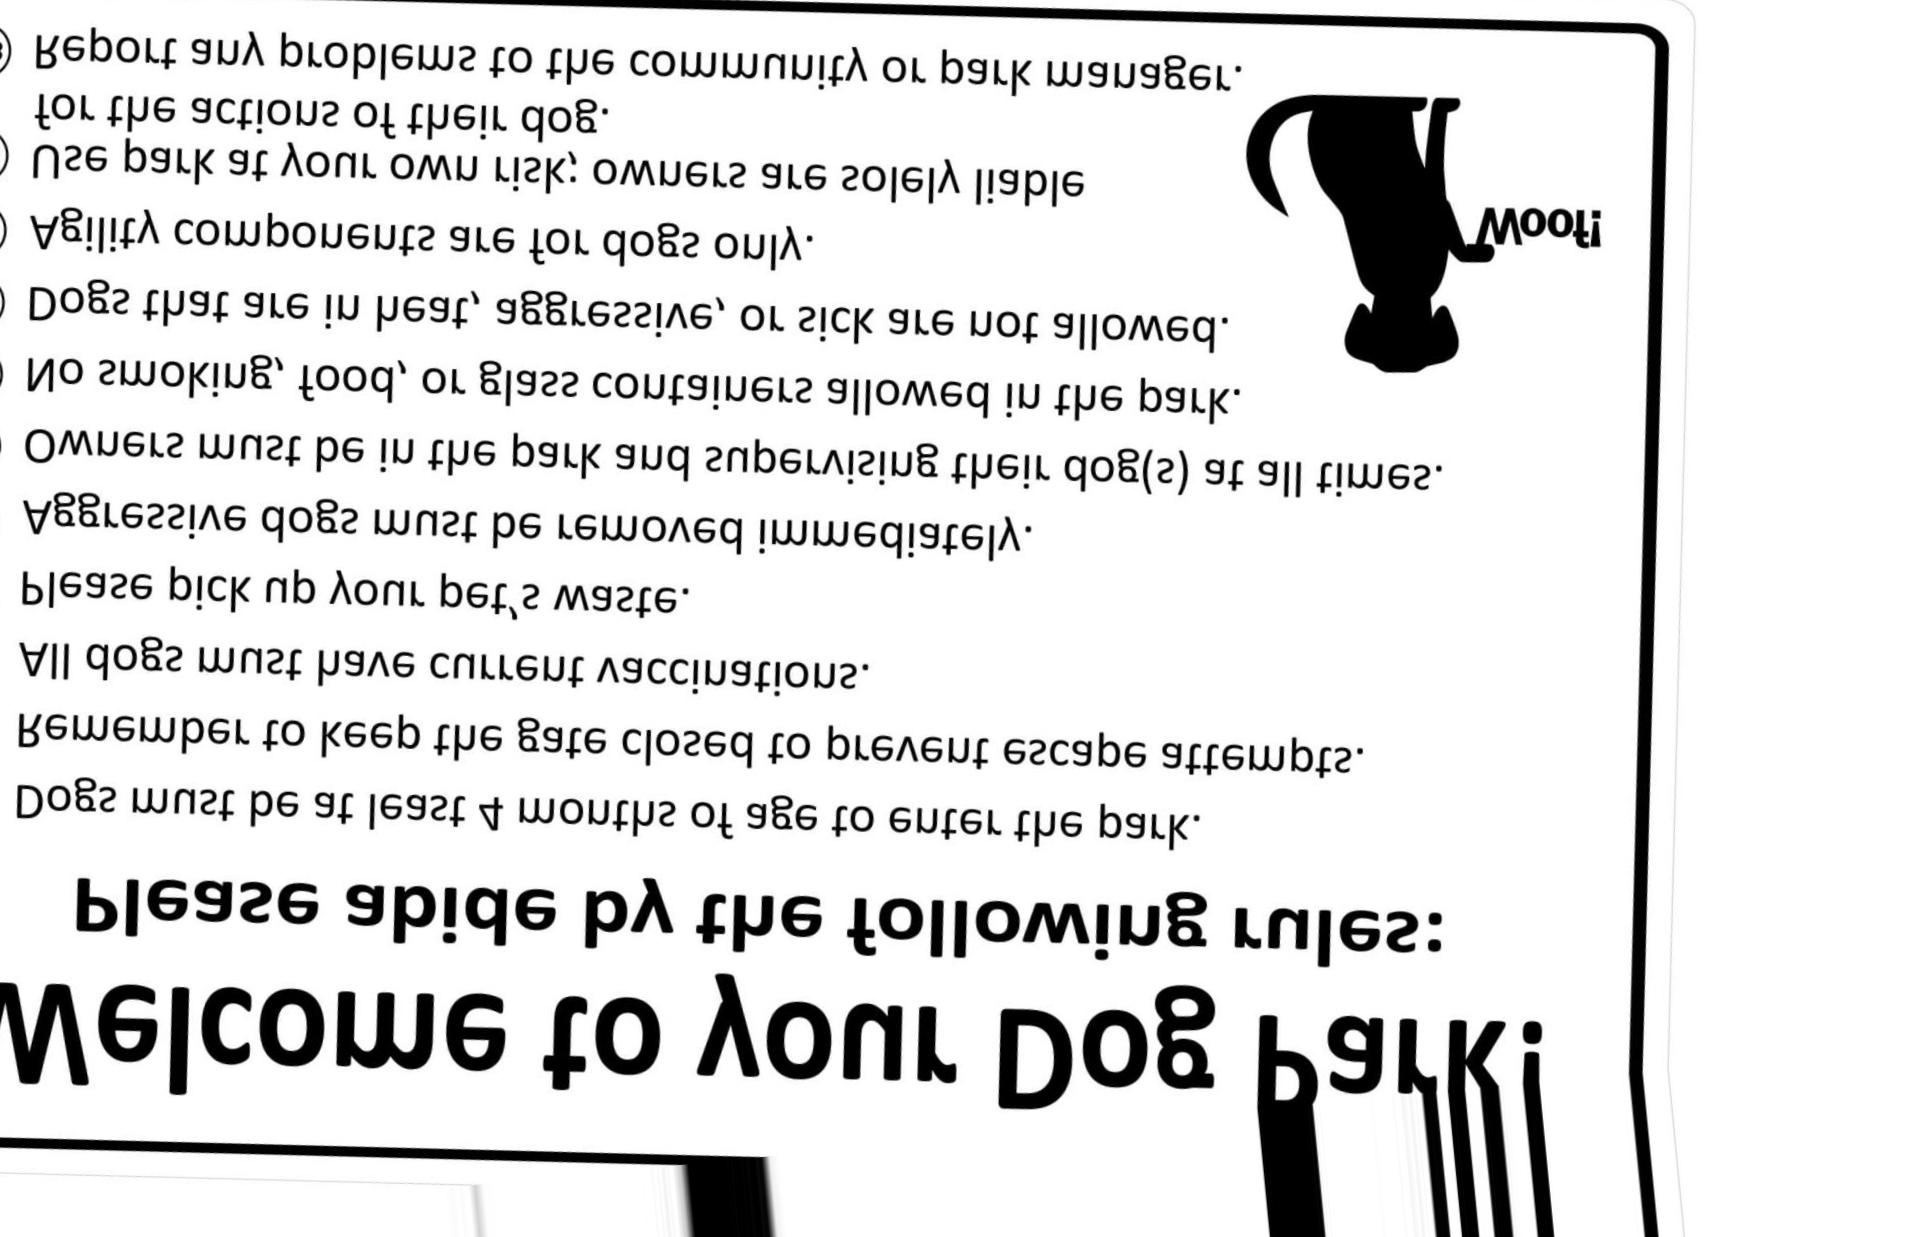 Welcome to your Dog Park!
Please abide by the following rules:
Dogs must be at least 4 months of age to enter the park.
Remember to keep the gate closed to prevent escape attempts.
All dogs must have current vaccinations.
Please pick up your pet's waste.
Aggressive dogs must be removed immediately.
Owners must be in the park and supervising their dog(s) at all times.
No smoking, food, or glass containers allowed in the park.
Dogs that are in heat, aggressive, or sick are not allowed.
Agility components are for dogs only.
Use park at your own risk; owners are solely liable
for the actions of their dog.
Report any problems to the community or park manager.
Woof!